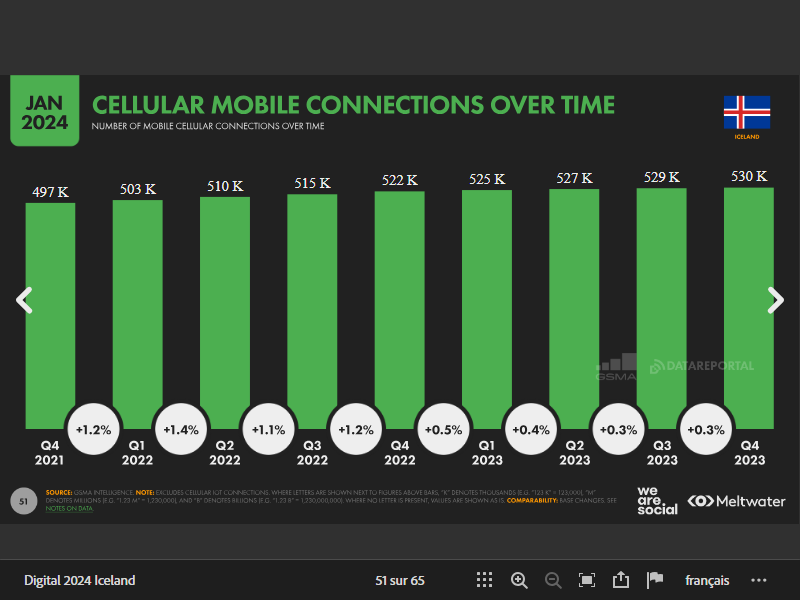 JAN
2024
CELLULAR MOBILE CONNECTIONS OVER TIME
NUMBER OF MOBILE CELLULAR CONNECTIONS OVER TIME
ICELAND
497 K
503 K
510 K
515 K
522 K
525 K
527 K
529 K
530 K
GSMA
DATAREPORTAL
+1.2%
+1.4%
+1.1%
+1.2%
+0.5%
+0.4%
+0.3%
+0.3%
Q4
2021
Q1
2022
Q2
2022
Q3
2022
Q4
2022
Q1
2023
Q2
2023
Q3
2023
Q4
2023
51
SOURCE: GSMA INTELLIGENCE. NOTE: EXCLUDES CELLULAR IOT CONNECTIONS. WHERE LETTERS ARE SHOWN NEXT TO FIGURES ABOVE BARS, "K" DENOTES THOUSANDS (E.G. "123 K" = 123,000), "M"
DENOTES MILLIONS (E.G. "1.23 M" = 1,230,000), AND "B" DENOTES BILLIONS (E.G. "1.23 B" = 1,230,000,000). WHERE NO LETTER IS PRESENT, VALUES ARE SHOWN AS IS. COMPARABILITY: BASE CHANGES. SEE
NOTES ON DATA.
we
are.
social
Meltwater
Digital 2024 Iceland
51 sur 65
français